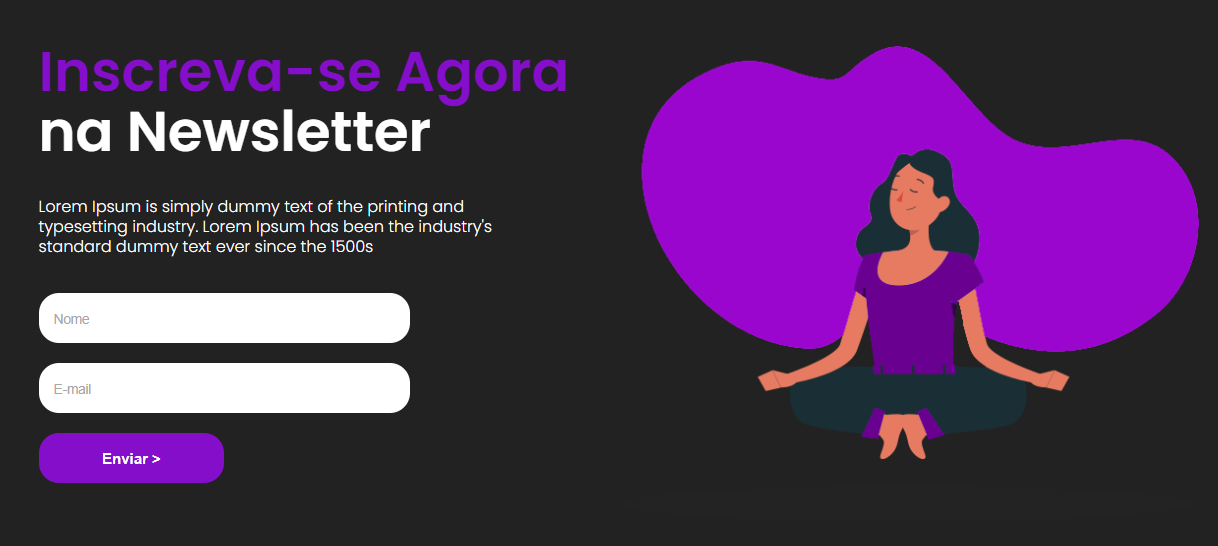 Inscreva-se Agora
na Newsletter
Lorem Ipsum is simply dummy text of the printing and
typesetting industry. Lorem Ipsum has been the industry's
standard dummy text ever since the 1500s
Nome
E-mail
Enviar >